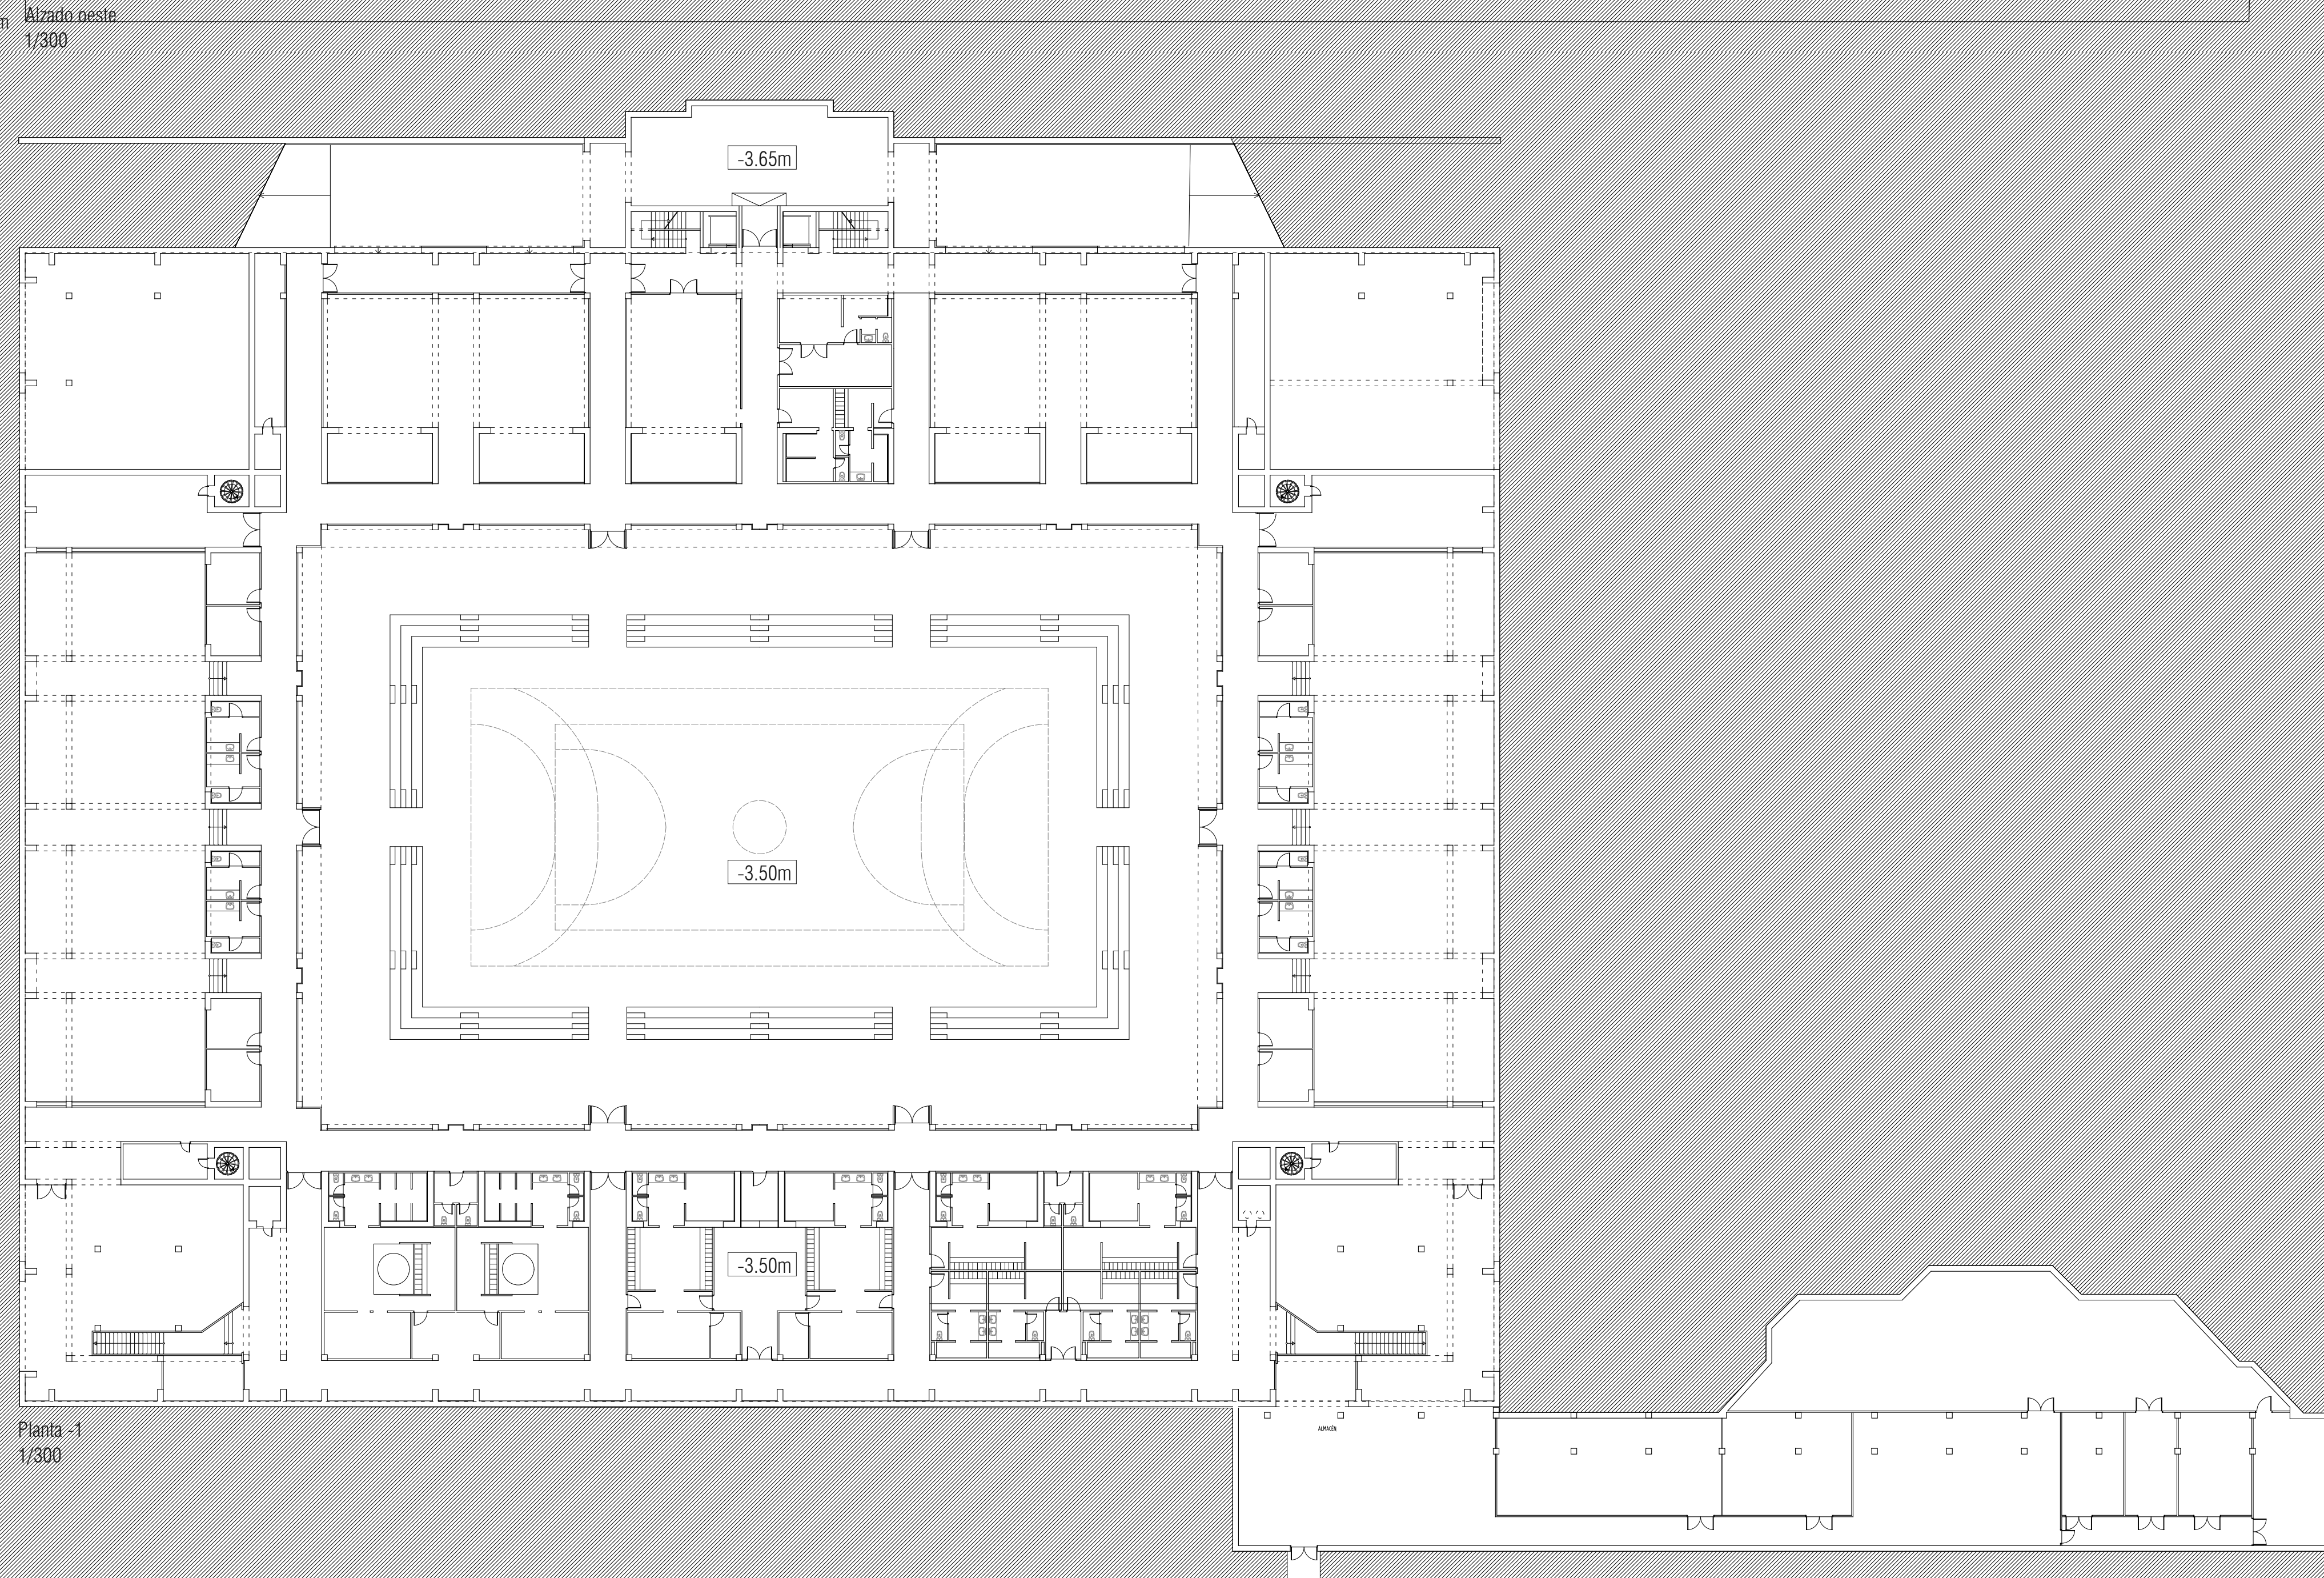 m
Alzado oeste
1/300
-3.65m
-3.50m
-3.50m
ALMACÉN
Planta -1
1/300